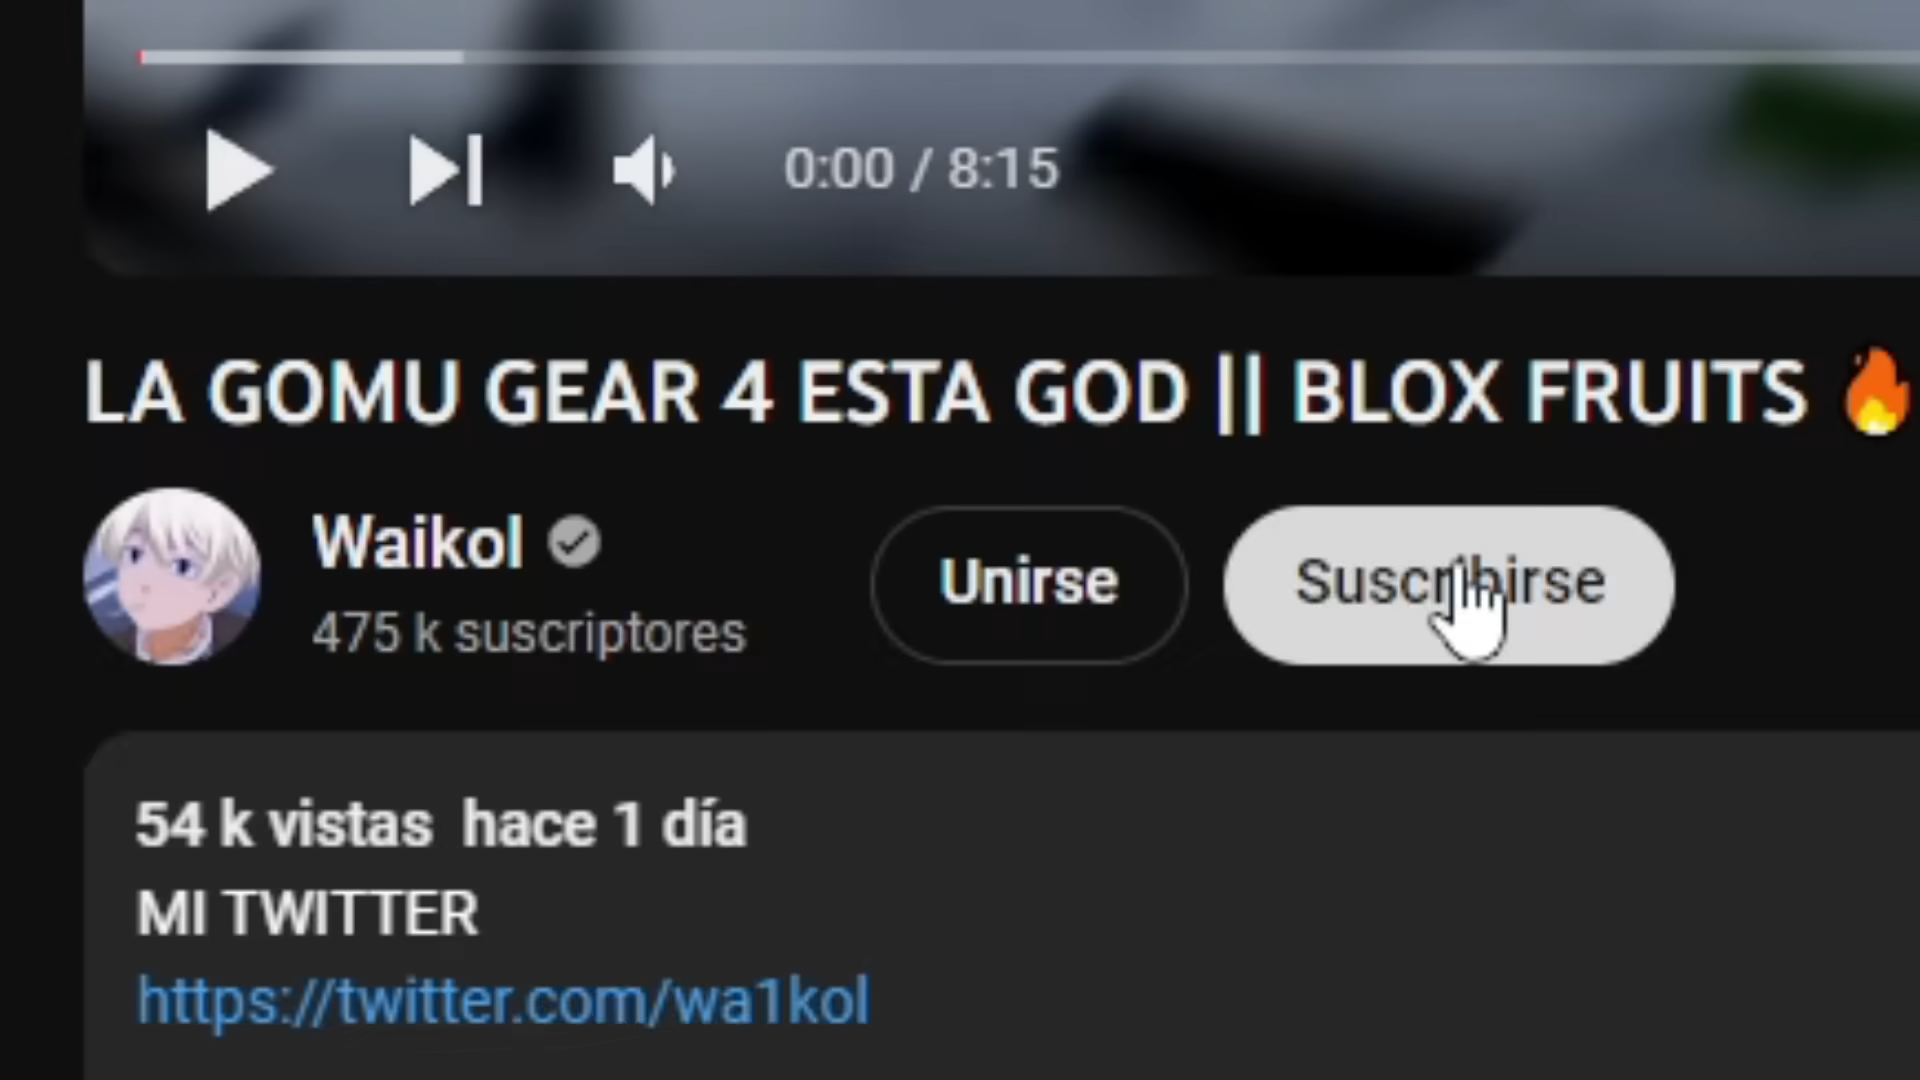 0:00 / 8:15
LA GOMU GEAR 4 ESTA GOD || BLOX FRUITS 🔥
Waikol
475 k suscriptores
Unirse
Suscribirse
54 k vistas hace 1 día
MI TWITTER
https://twitter.com/wa1kol